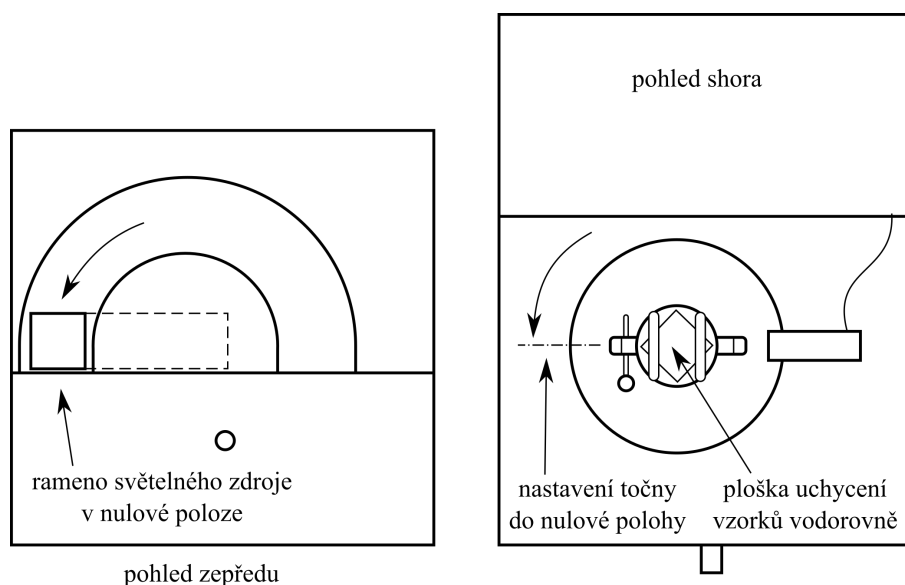 pohled shora
rameno světelného zdroje
v nulové poloze
nastavení točny
do nulové polohy
ploška uchycení
vzorků vodorovně
pohled zepředu